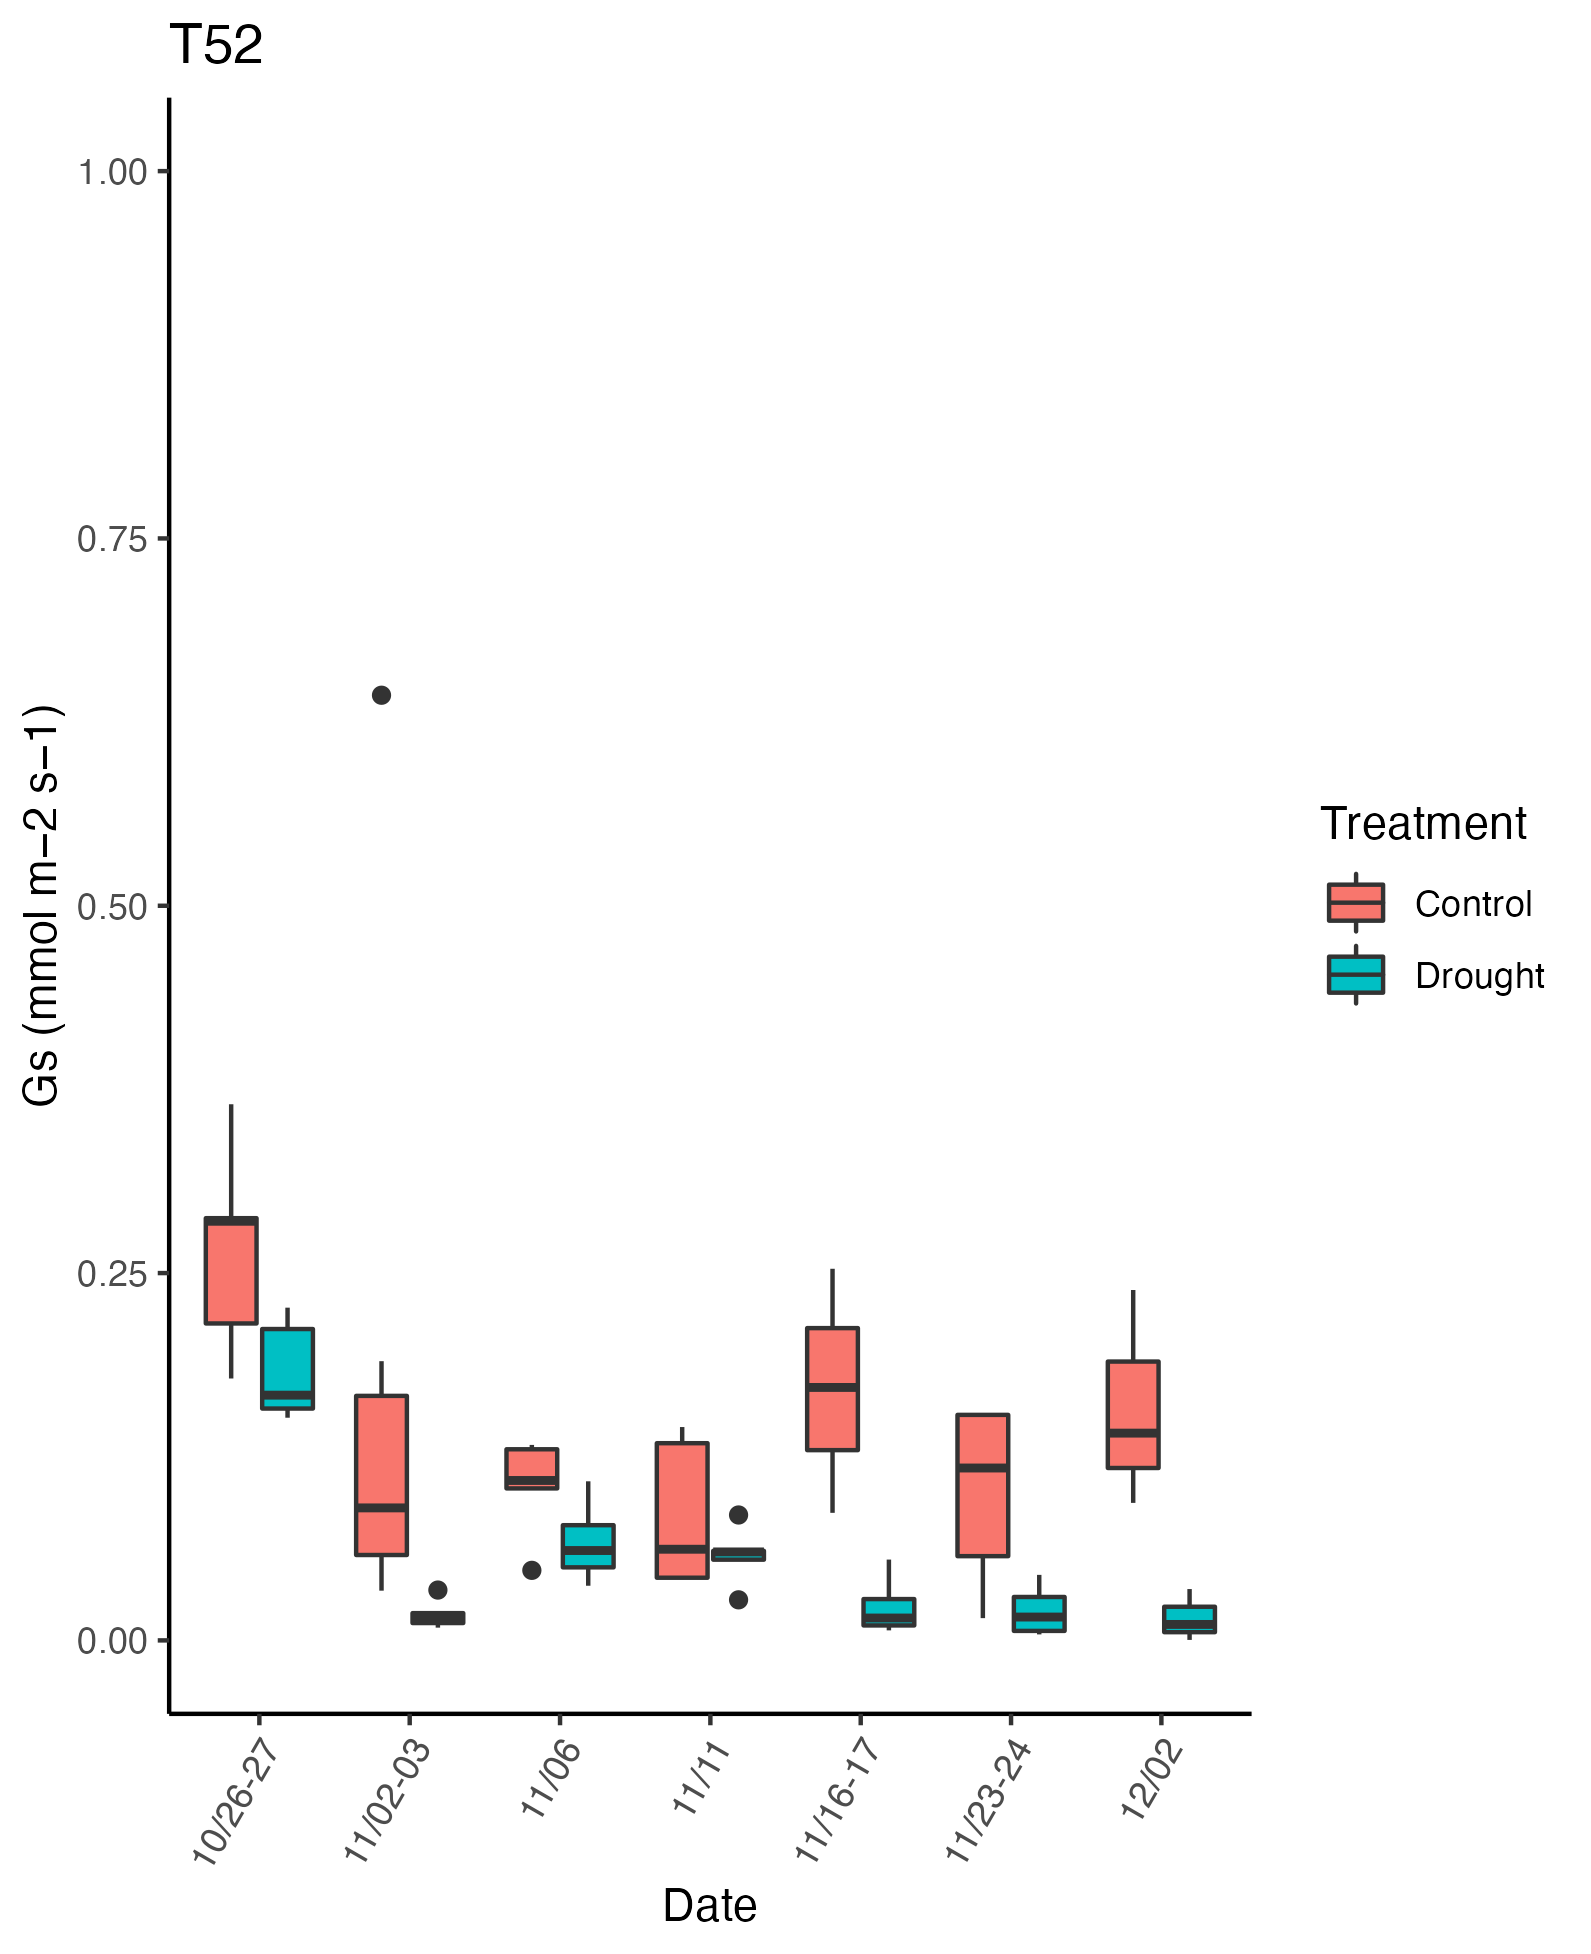 T52
1.00
0.75
0.50
0.25
0.00
Gs (mmol m−2 s−1)
10/26-27
11/02-03
11/06
11/11
11/16-17
11/23-24
12/02
Date
Treatment
Control
Drought